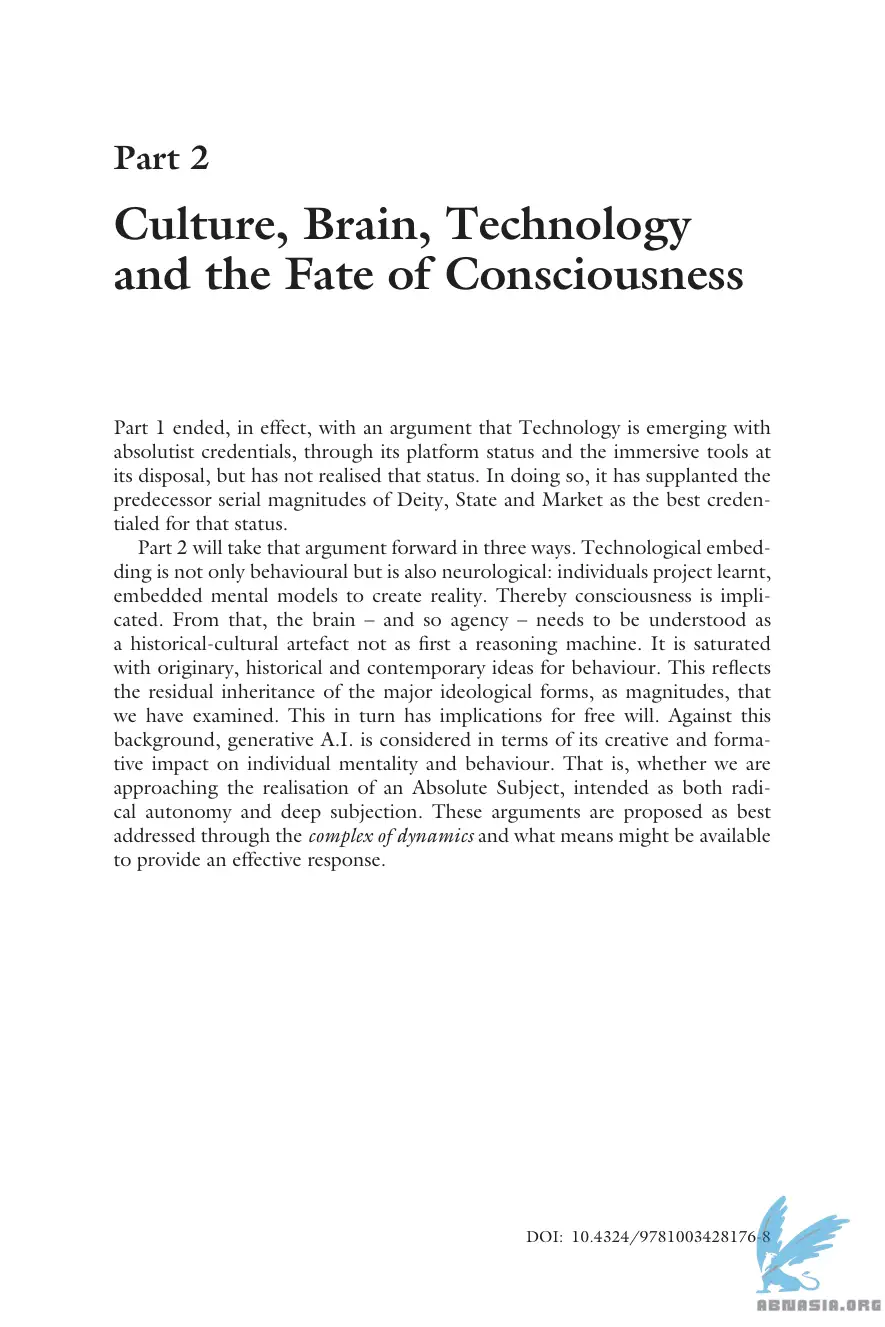 Part 2
Culture, Brain, Technology
and the Fate of Consciousness
Part 1 ended, in effect, with an argument that Technology is emerging with
absolutist credentials, through its platform status and the immersive tools at
its disposal, but has not realised that status. In doing so, it has supplanted the
predecessor serial magnitudes of Deity, State and Market as the best creden-
tialed for that status.
Part 2 will take that argument forward in three ways. Technological embed-
ding is not only behavioural but is also neurological: individuals project learnt,
embedded mental models to create reality. Thereby consciousness is impli-
cated. From that, the brain – and so agency – needs to be understood as
a historical-cultural artefact not as first a reasoning machine. It is saturated
with originary, historical and contemporary ideas for behaviour. This reflects
the residual inheritance of the major ideological forms, as magnitudes, that
we have examined. This in turn has implications for free will. Against this
background, generative A.I. is considered in terms of its creative and forma-
tive impact on individual mentality and behaviour. That is, whether we are
approaching the realisation of an Absolute Subject, intended as both radi-
cal autonomy and deep subjection. These arguments are proposed as best
addressed through the complex of dynamics and what means might be available
to provide an effective response.
DOI: 10.4324/9781003428176-8
ABNASIA.ORG